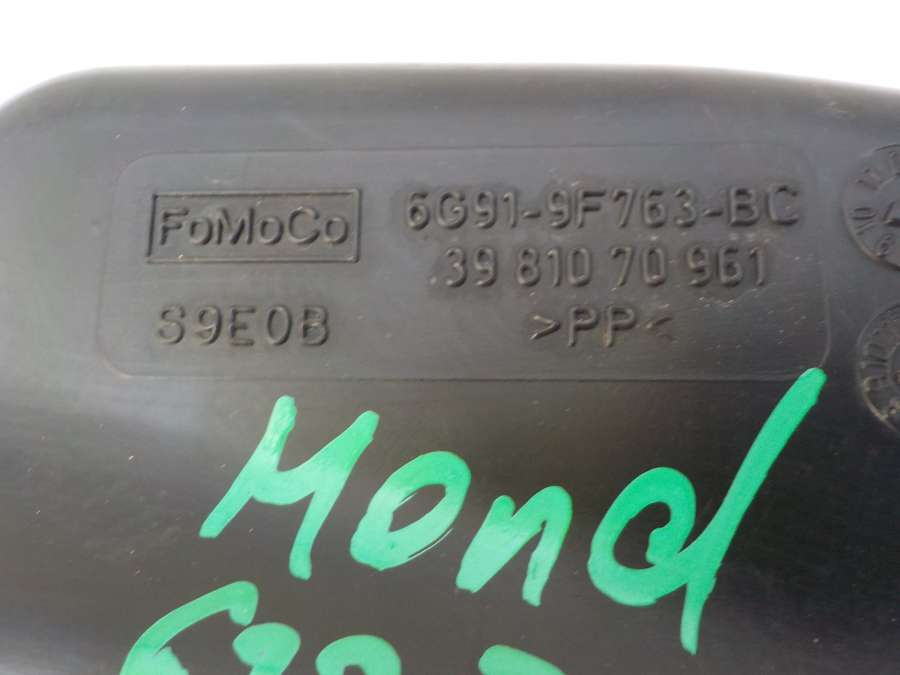 FoMoCo 6G91-9F763-BC
39 810 70 961
S9E0B >PP<
Mond